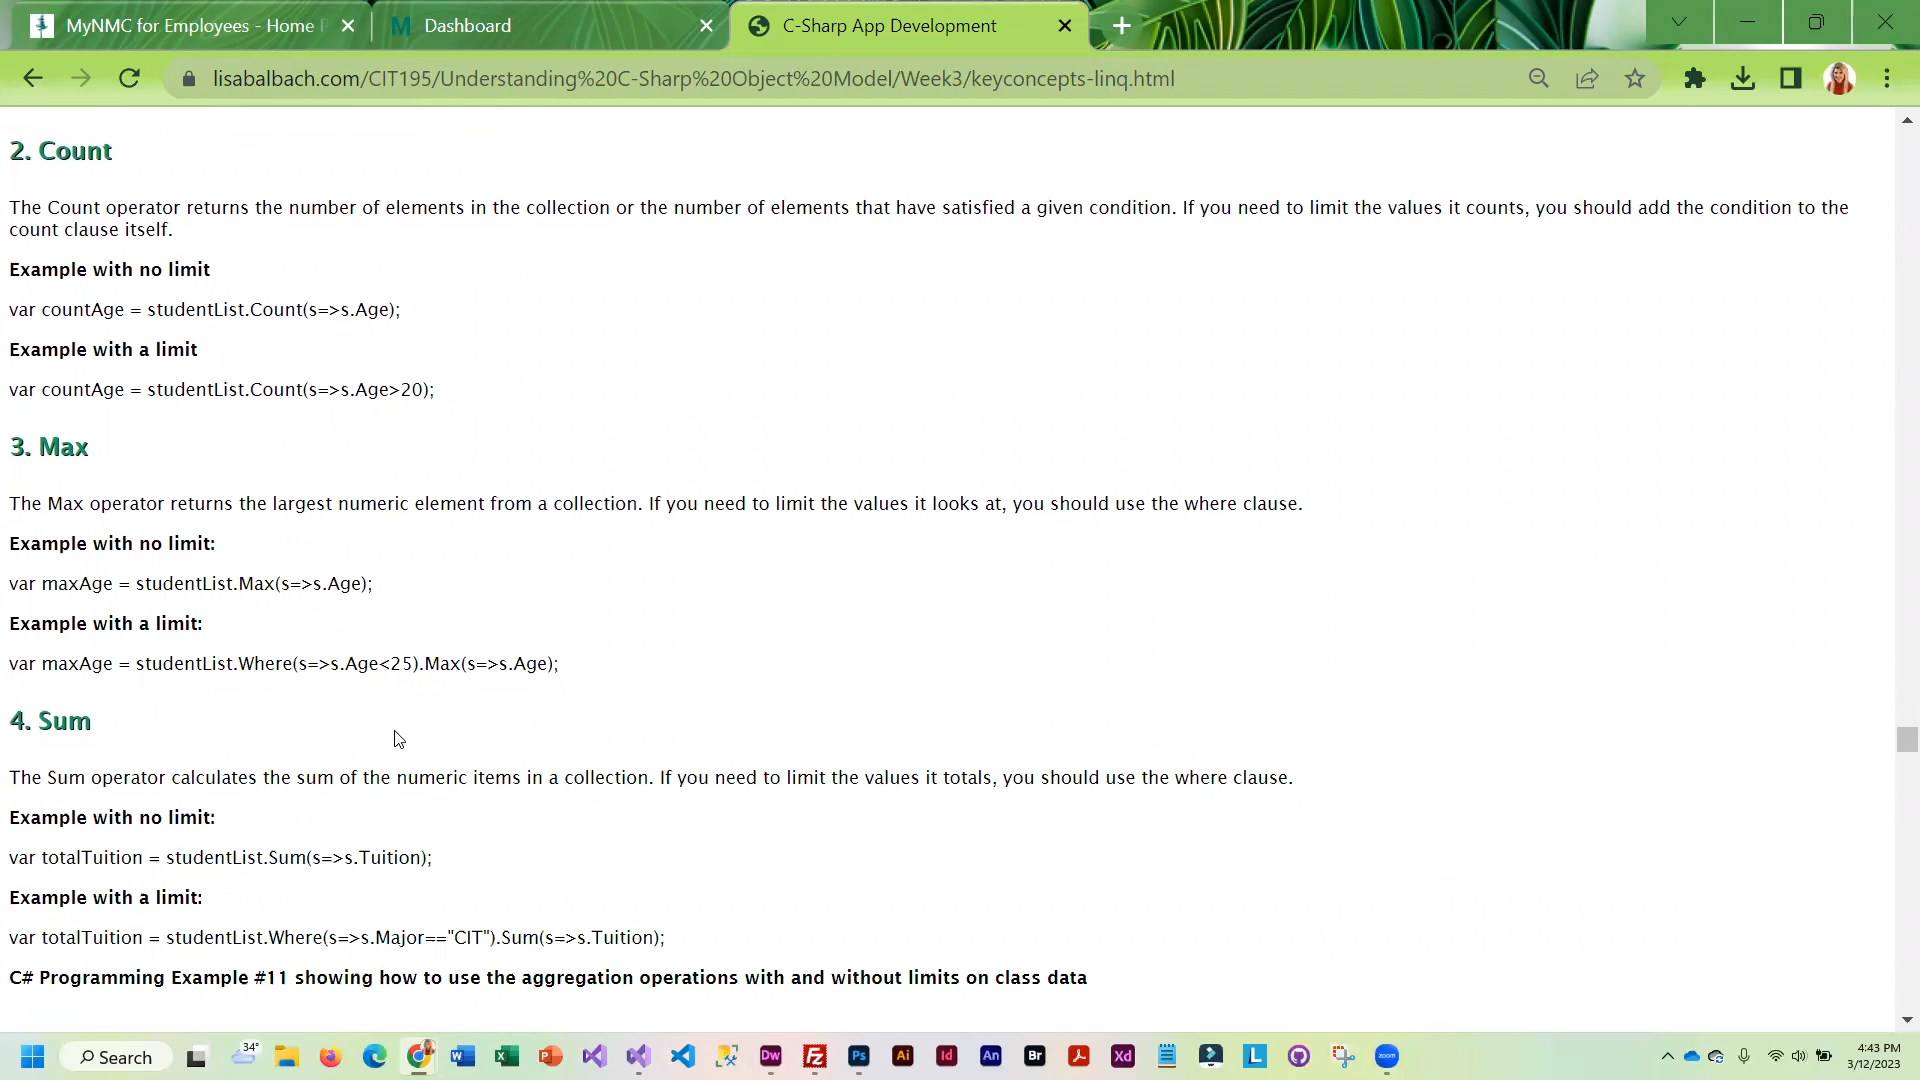 MyNMC for Employees - Home P
Dashboard
C-Sharp App Development
lisabalbach.com/CIT195/Understanding%20C-Sharp%20Object%20Model/Week3/keyconcepts-linq.html
2. Count
The Count operator returns the number of elements in the collection or the number of elements that have satisfied a given condition. If you need to limit the values it counts, you should add the condition to the
count clause itself.
Example with no limit
var countAge = studentList.Count(s=>s.Age);
Example with a limit
var countAge = studentList.Count(s=>s.Age>20);
3. Max
The Max operator returns the largest numeric element from a collection. If you need to limit the values it looks at, you should use the where clause.
Example with no limit:
var maxAge = studentList.Max(s=>s.Age);
Example with a limit:
var maxAge = studentList.Where(s=>s.Age<25).Max(s=>s.Age);
4. Sum
The Sum operator calculates the sum of the numeric items in a collection. If you need to limit the values it totals, you should use the where clause.
Example with no limit:
var totalTuition = studentList.Sum(s=>s.Tuition);
Example with a limit:
var totalTuition = studentList.Where(s=>s.Major=="CIT").Sum(s=>s.Tuition);
C# Programming Example #11 showing how to use the aggregation operations with and without limits on class data
Search
34°
Dw
Fz
Ps
Ai
Id
An
Br
Xd
L
zoom
4:43 PM
3/12/2023